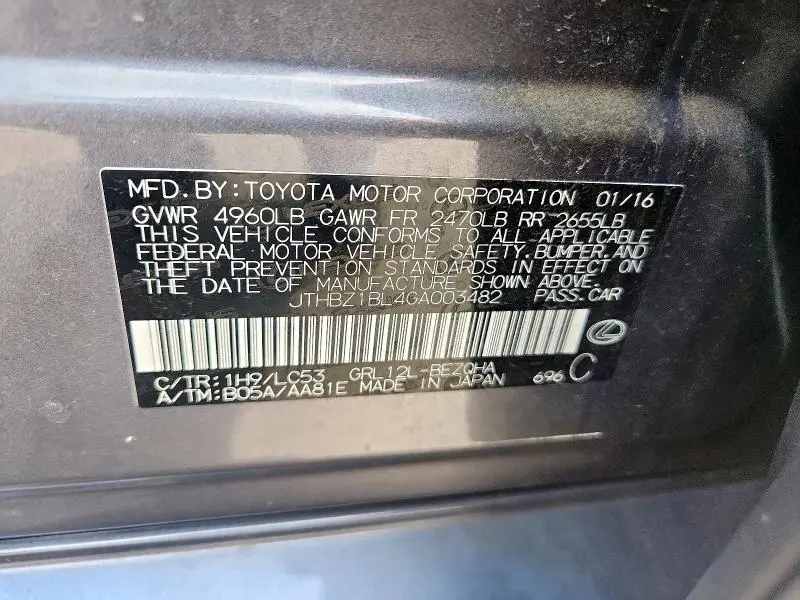 MFD. BY: TOYOTA MOTOR CORPORATION 01/16
GVWR 4960LB GAWR FR 2470LB RR 2655LB
THIS VEHICLE CONFORMS TO ALL APPLICABLE
FEDERAL MOTOR VEHICLE SAFETY, BUMPER, AND
THEFT PREVENTION STANDARDS IN EFFECT ON
THE DATE OF MANUFACTURE SHOWN ABOVE.
JTHBZ1BL4GA003482 PASS.CAR
C/TR: 1H9/LC53 GRL12L-BEZQHA
A/TM: B05A/AA81E MADE IN JAPAN 696 C